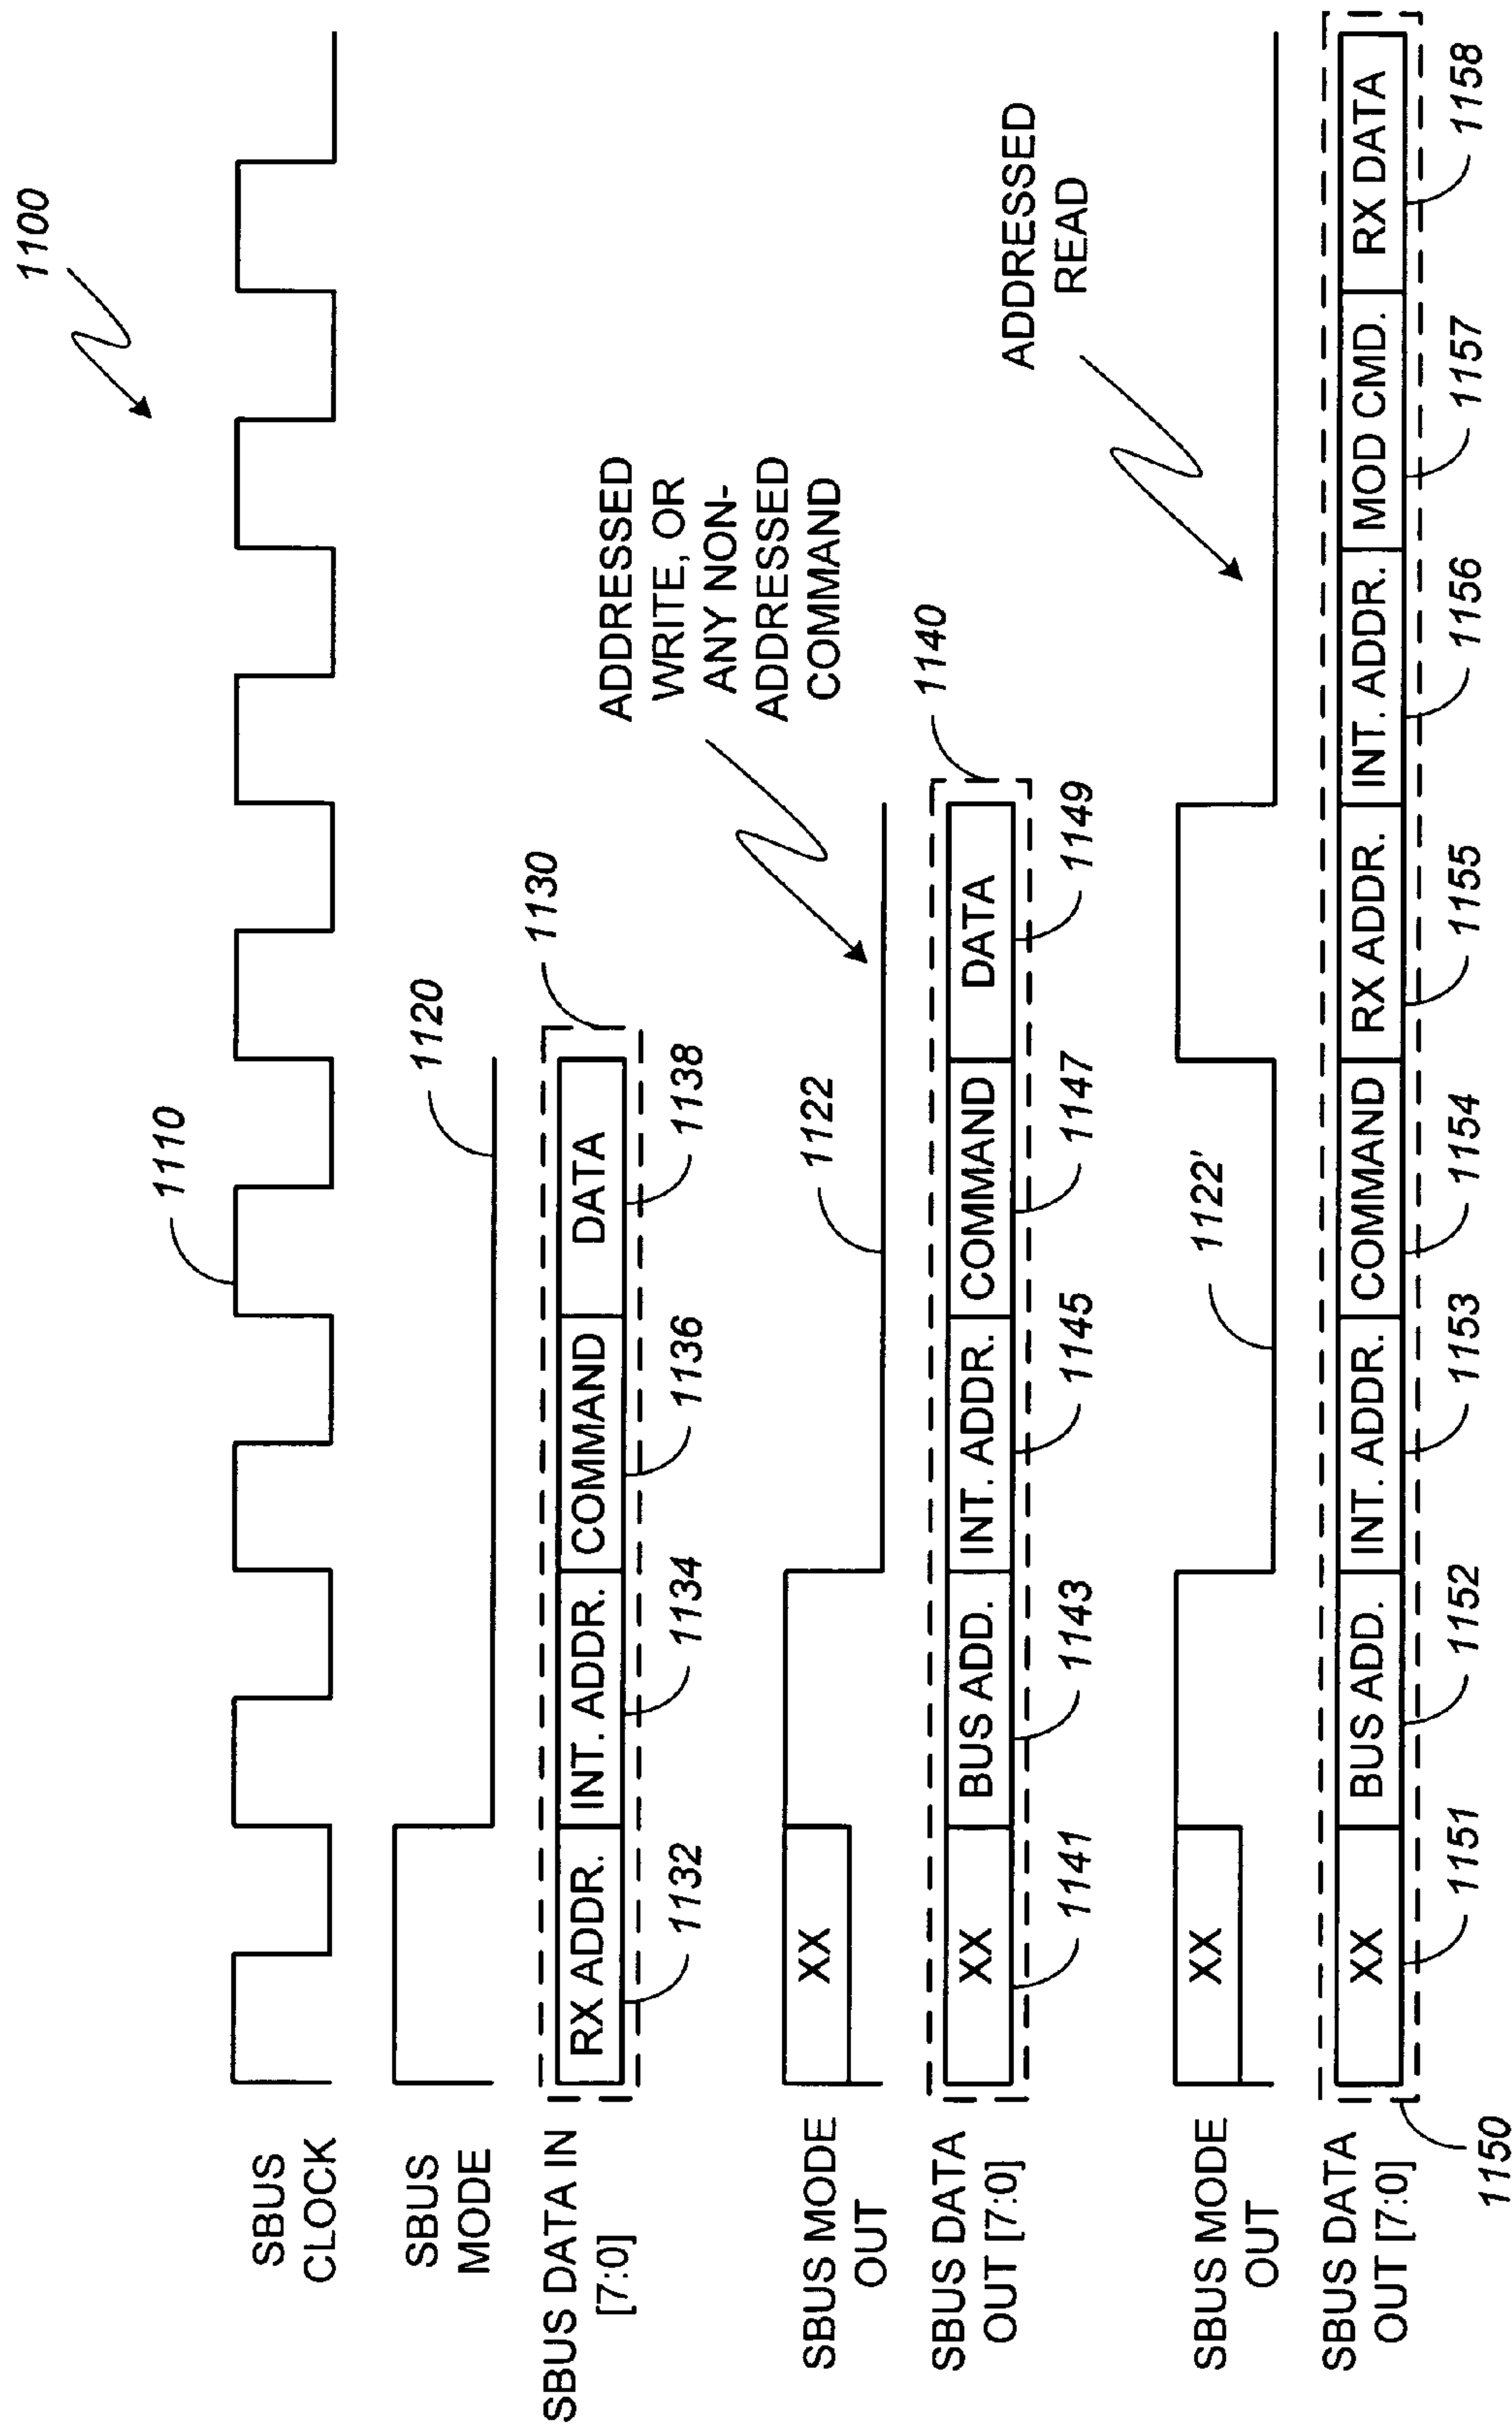 1100
1110
SBUS
CLOCK
1120
SBUS
MODE
1130
SBUS DATA IN
[7:0]
RX ADDR.
INT. ADDR.
COMMAND
DATA
1132
1134
1136
1138
ADDRESSED
WRITE, OR
ANY NON-
ADDRESSED
COMMAND
SBUS MODE
OUT
XX
1122
1140
SBUS DATA
OUT [7:0]
XX
BUS ADD.
INT. ADDR.
COMMAND
DATA
1141
1143
1145
1147
1149
ADDRESSED
READ
SBUS MODE
OUT
XX
1122'
SBUS DATA
OUT [7:0]
XX
BUS ADD.
INT. ADDR.
COMMAND
RX ADDR.
INT. ADDR.
MOD CMD.
RX DATA
1150
1151
1152
1153
1154
1155
1156
1157
1158